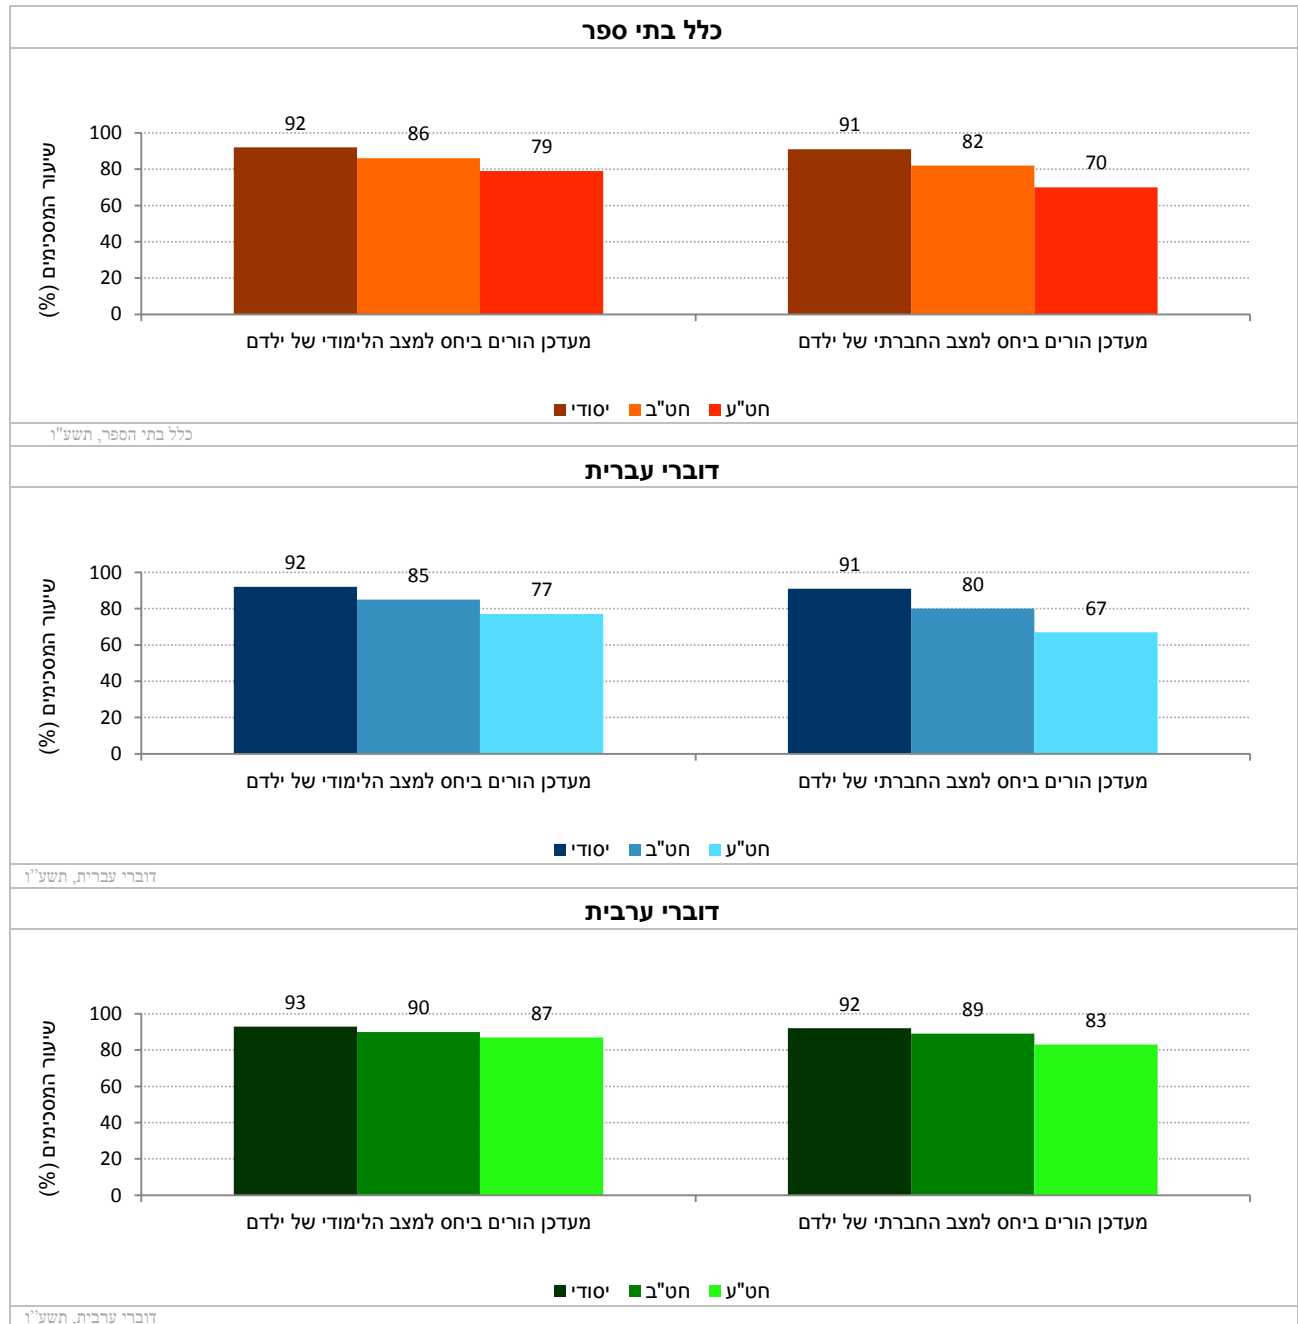 כלל בתי ספר
שיעור המסכימים (%)
92 86 79 91 82 70
100
80
60
40
20
0
מעדכן הורים ביחס למצב הלימודי של ילדם
מעדכן הורים ביחס למצב החברתי של ילדם
יסודי חט"ב חט"ע
כלל בתי הספר, תשע"ו
דוברי עברית
שיעור המסכימים (%)
92 85 77 91 80 67
100
80
60
40
20
0
מעדכן הורים ביחס למצב הלימודי של ילדם
מעדכן הורים ביחס למצב החברתי של ילדם
יסודי חט"ב חט"ע
דוברי עברית, תשע''ו
דוברי ערבית
שיעור המסכימים (%)
93 90 87 92 89 83
100
80
60
40
20
0
מעדכן הורים ביחס למצב הלימודי של ילדם
מעדכן הורים ביחס למצב החברתי של ילדם
יסודי חט"ב חט"ע
דוברי ערבית, תשע''ו